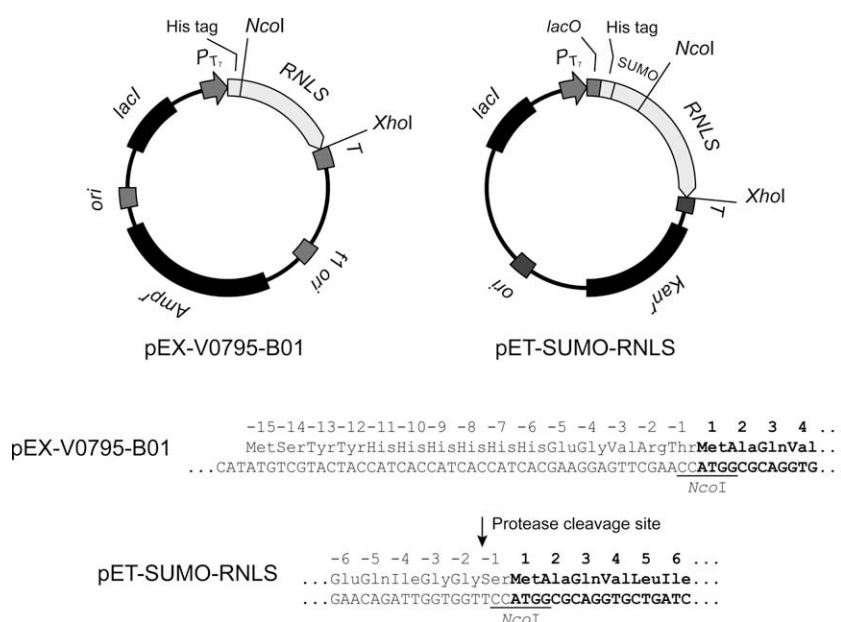 His tag
NcoI
PT7
RNLS
lacI
XhoI
T
ori
f1 ori
Ampr
pEX-V0795-B01
lacO
His tag
NcoI
PT7
SUMO
RNLS
lacI
XhoI
T
ori
Kanr
pET-SUMO-RNLS
-15-14-13-12-11-10-9 -8 -7 -6 -5 -4 -3 -2 -1 1 2 3 4 ...
pEX-V0795-B01 MetSerTyrTyrHisHisHisHisHisHisGluGlyValArgThrMetAlaGlnVal...
...CATATGTCGTACTACCATCACCATCACCATCACGAAGGAGTTCGAACCATGGCGCAGGTG...
NcoI
Protease cleavage site
-6 -5 -4 -3 -2 -1 1 2 3 4 5 6 ...
pET-SUMO-RNLS ...GluGlnIleGlyGlySerMetAlaGlnValLeuIle...
...GAACAGATTGGTGGTTCCATGGCGCAGGTGCTGATC...
NcoI